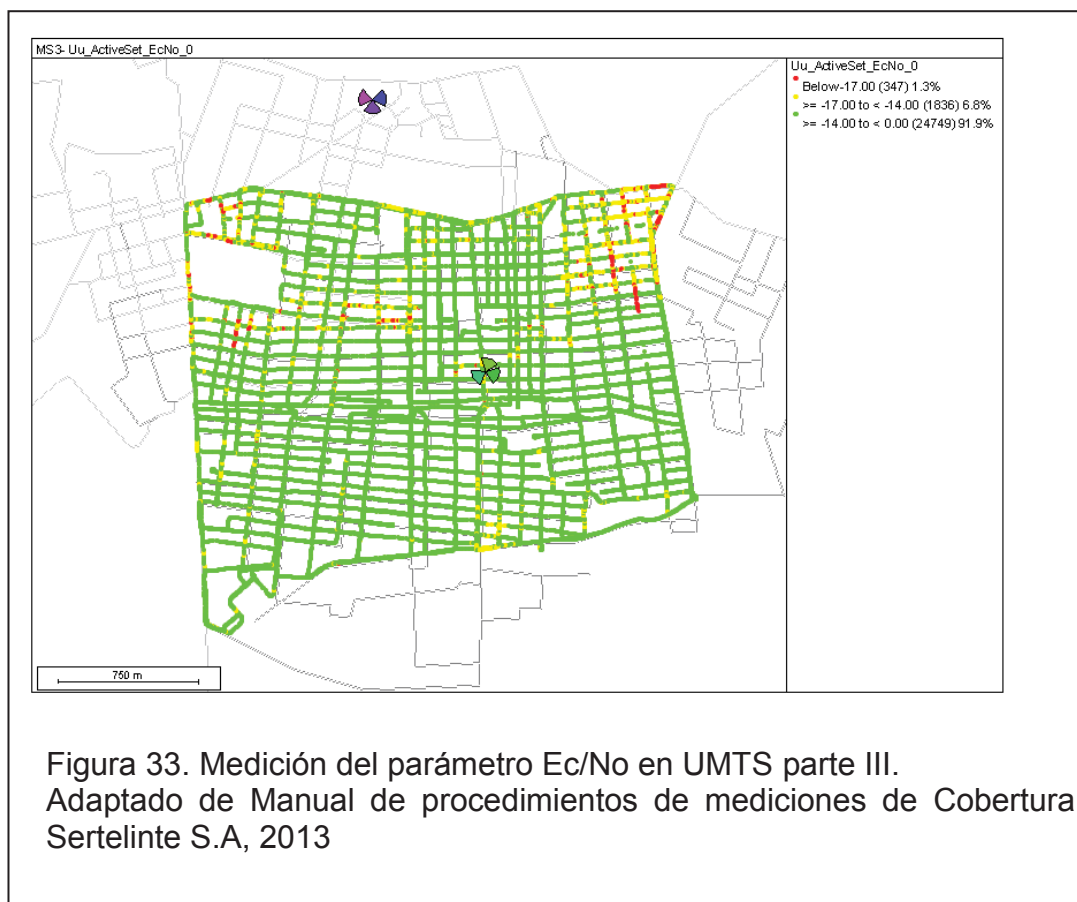 MS3- Uu_ActiveSet_EcNo_0
Uu_ActiveSet_EcNo_0
Below-17.00 (347) 1.3%
>= -17.00 to < -14.00 (1836) 6.8%
>= -14.00 to < 0.00 (24749) 91.9%
750 m
Figura 33. Medición del parámetro Ec/No en UMTS parte III.
Adaptado de Manual de procedimientos de mediciones de Cobertura
Sertelinte S.A, 2013